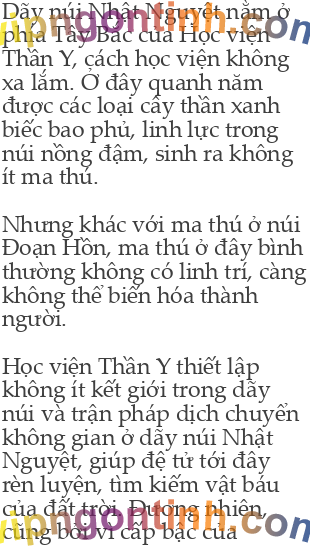 Dãy núi Nhật Nguyệt nằm ở
phía Tây Bắc của Học viện
Thần Y, cách học viện không
xa lắm. Ở đây quanh năm
được các loại cây thần xanh
biếc bao phủ, linh lực trong
núi nồng đậm, sinh ra không
ít ma thú.
Nhưng khác với ma thú ở núi
Đoạn Hồn, ma thú ở đây bình
thường không có linh trí, càng
không thể biến hóa thành
người.
Học viện Thần Y thiết lập
không ít kết giới trong dãy
núi và trận pháp dịch chuyển
không gian ở dãy núi Nhật
Nguyệt, giúp đệ tử tới đây
rèn luyện, tìm kiếm vật báu
của đất trời. Đương nhiên,
cũng bởi vì cấp bậc của
vipngontinh.com
vipngontinh.com